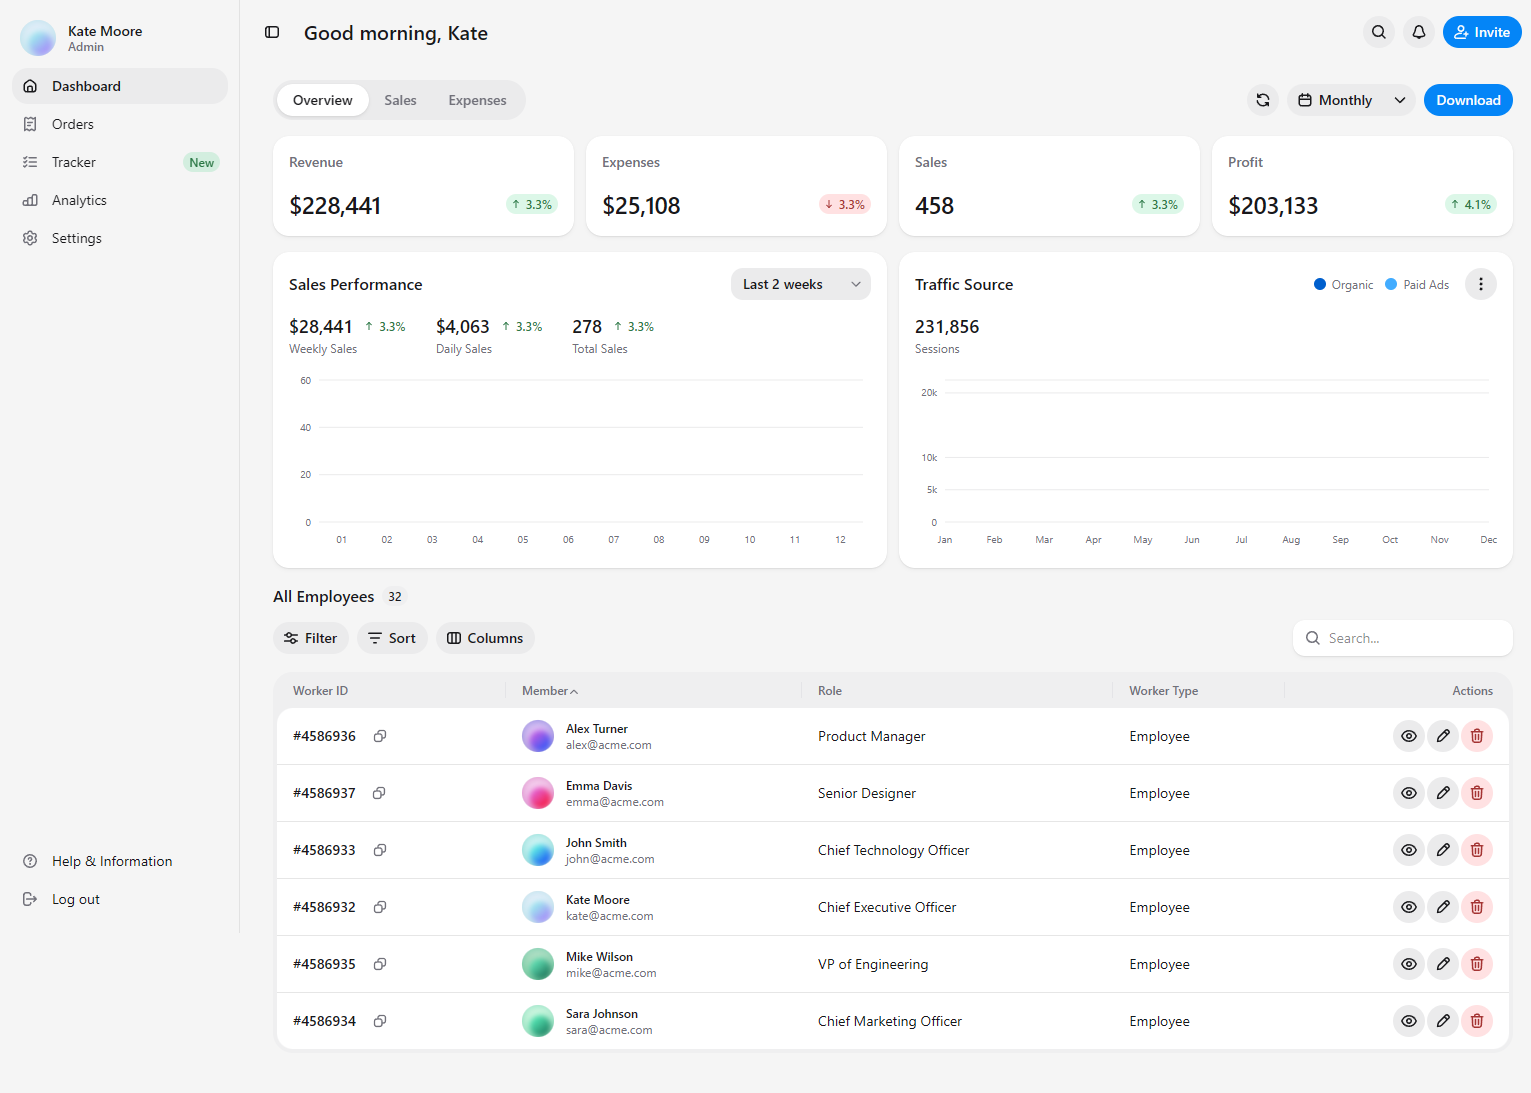 Kate Moore
Admin
Dashboard
Orders
Tracker New
Analytics
Settings
Help & Information
Log out
Good morning, Kate
Invite
Overview Sales Expenses
Monthly
Download
Revenue
$228,441 ↑ 3.3%
Expenses
$25,108 ↓ 3.3%
Sales
458 ↑ 3.3%
Profit
$203,133 ↑ 4.1%
Sales Performance
Last 2 weeks
$28,441 ↑ 3.3% $4,063 ↑ 3.3% 278 ↑ 3.3%
Weekly Sales Daily Sales Total Sales
60
40
20
0
01 02 03 04 05 06 07 08 09 10 11 12
Traffic Source
Organic Paid Ads
231,856
Sessions
20k
10k
5k
0
Jan Feb Mar Apr May Jun Jul Aug Sep Oct Nov Dec
All Employees 32
Filter Sort Columns
Search...
Worker ID Member Role Worker Type Actions
#4586936 Alex Turner Product Manager Employee
alex@acme.com
#4586937 Emma Davis Senior Designer Employee
emma@acme.com
#4586933 John Smith Chief Technology Officer Employee
john@acme.com
#4586932 Kate Moore Chief Executive Officer Employee
kate@acme.com
#4586935 Mike Wilson VP of Engineering Employee
mike@acme.com
#4586934 Sara Johnson Chief Marketing Officer Employee
sara@acme.com